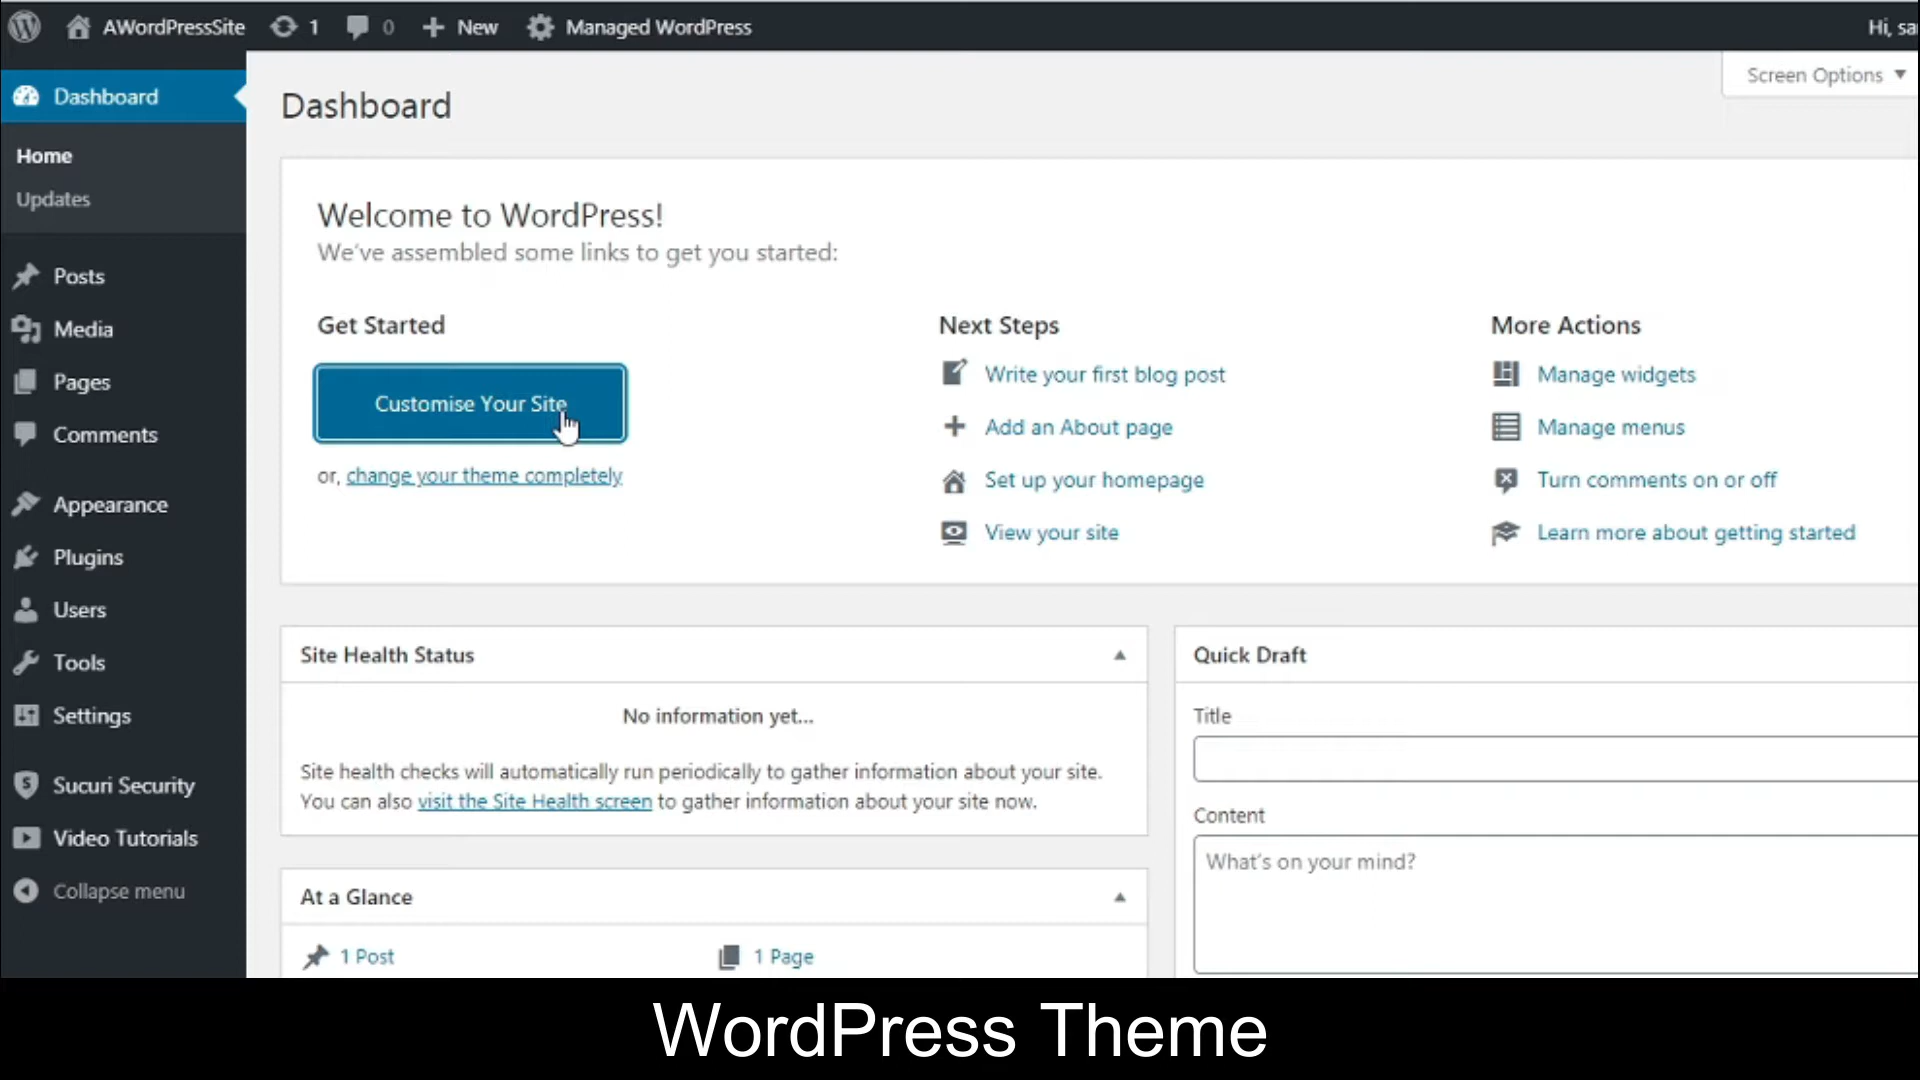 AWordPressSite 1 0 New Managed WordPress Hi, sa
Screen Options
Dashboard
Home
Updates
Posts
Media
Pages
Comments
Appearance
Plugins
Users
Tools
Settings
Sucuri Security
Video Tutorials
Collapse menu
Dashboard
Welcome to WordPress!
We've assembled some links to get you started:
Get Started
Customise Your Site
or, change your theme completely
Next Steps
Write your first blog post
Add an About page
Set up your homepage
View your site
More Actions
Manage widgets
Manage menus
Turn comments on or off
Learn more about getting started
Site Health Status
No information yet...
Site health checks will automatically run periodically to gather information about your site.
You can also visit the Site Health screen to gather information about your site now.
At a Glance
1 Post
1 Page
Quick Draft
Title
Content
What's on your mind?
WordPress Theme